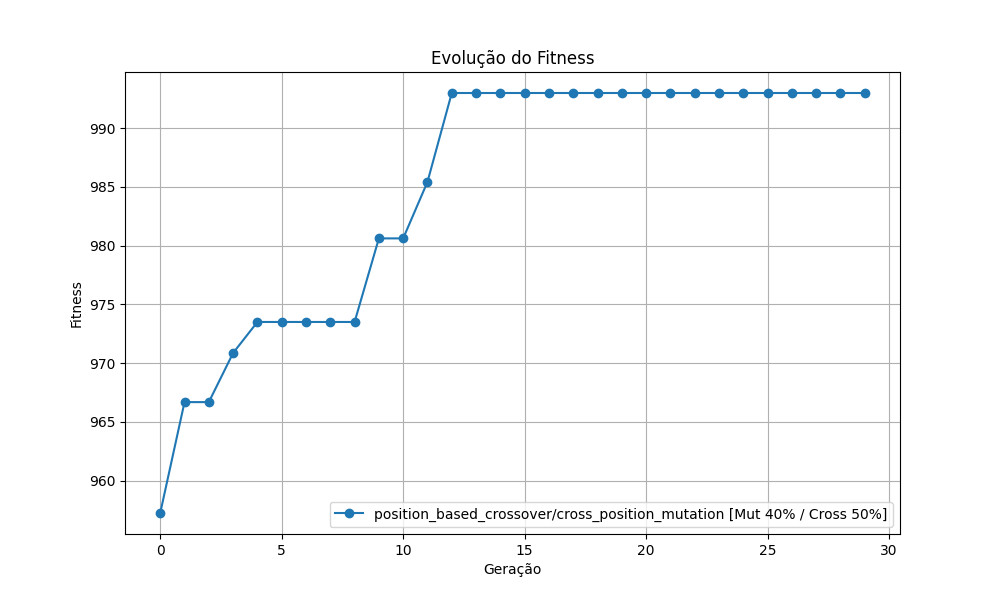 Evolução do Fitness
Fitness
990
985
980
975
970
965
960
position_based_crossover/cross_position_mutation [Mut 40% / Cross 50%]
0 5 10 15 20 25 30
Geração